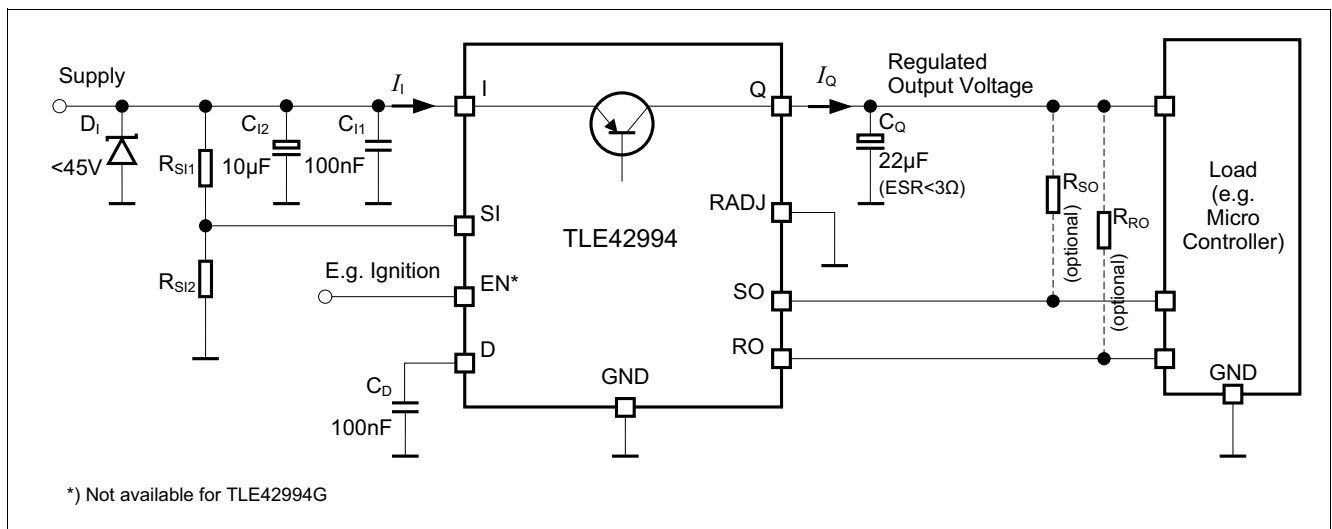 Supply
I_I
I
Q
I_Q
Regulated
Output Voltage
D_I
<45V
R_SI1
C_I2
10µF
C_I1
100nF
C_Q
22µF
(ESR<3Ω)
R_SO
(optional)
R_RO
(optional)
Load
(e.g.
Micro
Controller)
SI
TLE42994
RADJ
R_SI2
E.g. Ignition
EN*
SO
D
RO
C_D
100nF
GND
GND
*) Not available for TLE42994G